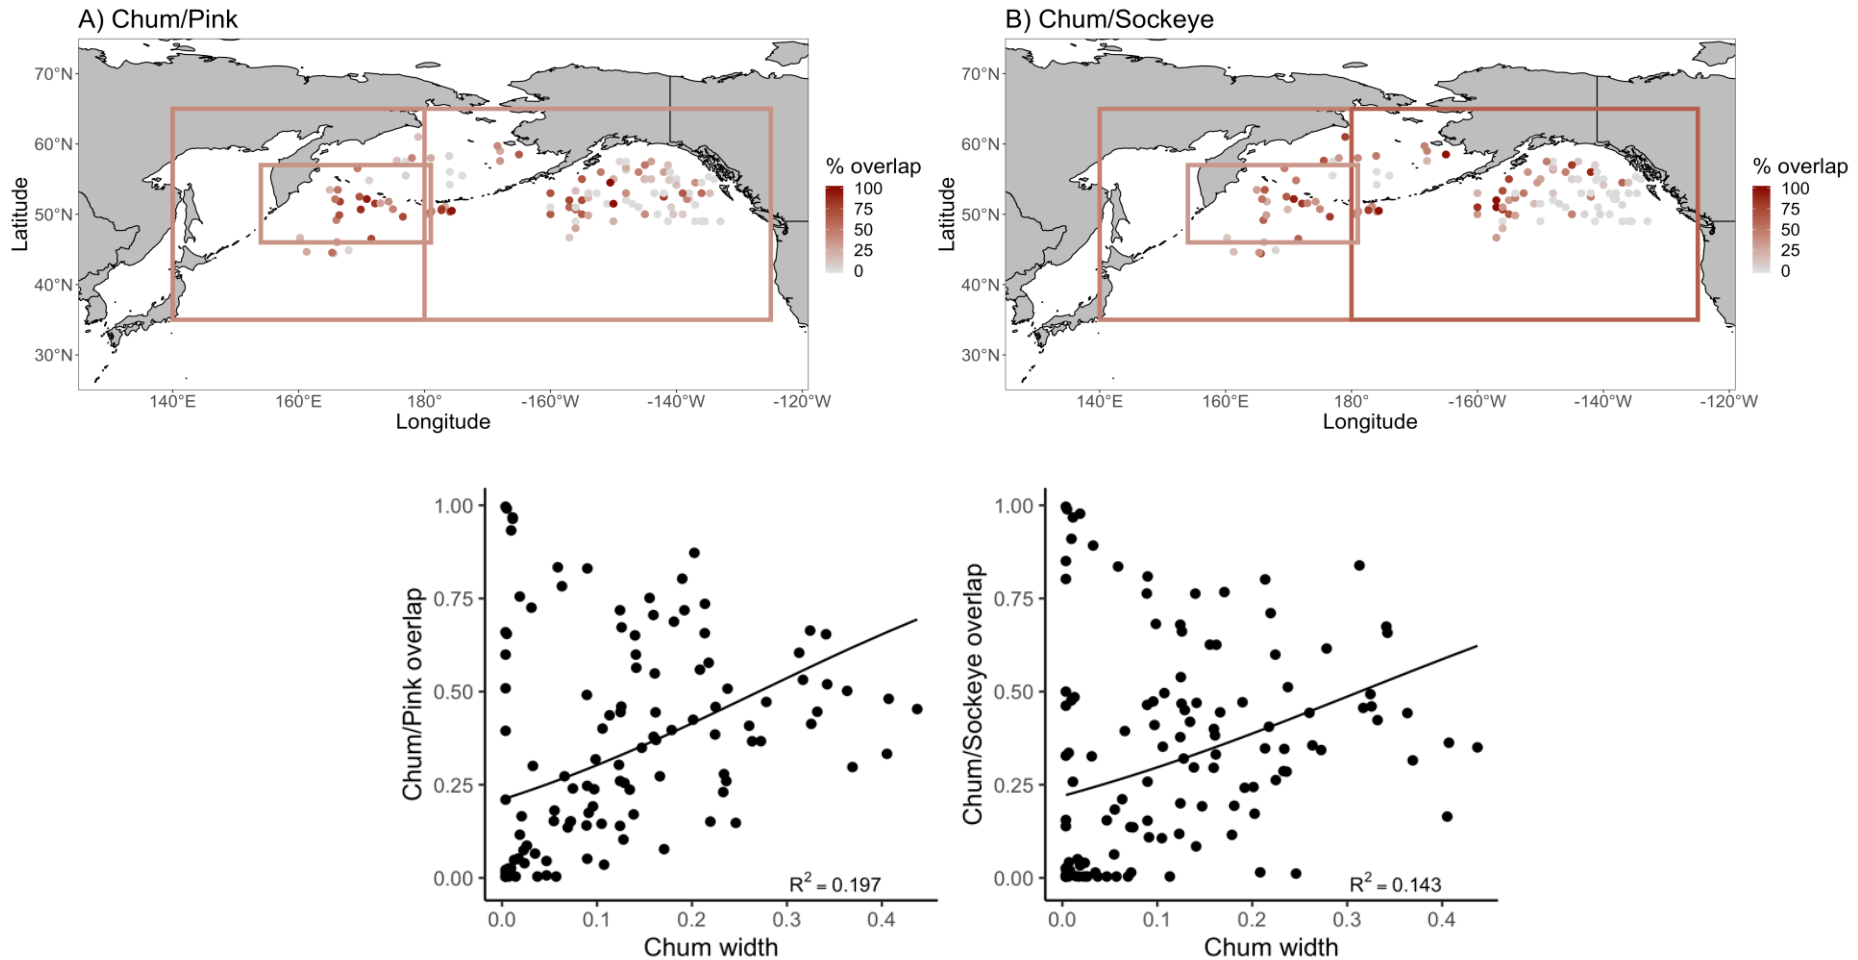 A) Chum/Pink
70°N
60°N
50°N
40°N
30°N
Latitude
140°E
160°E
180°
-160°W
-140°W
-120°W
Longitude
% overlap
100
75
50
25
0
B) Chum/Sockeye
70°N
60°N
50°N
40°N
30°N
Latitude
140°E
160°E
180°
-160°W
-140°W
-120°W
Longitude
% overlap
100
75
50
25
0
1.00
0.75
0.50
0.25
0.00
Chum/Pink overlap
R² = 0.197
0.0
0.1
0.2
0.3
0.4
Chum width
1.00
0.75
0.50
0.25
0.00
Chum/Sockeye overlap
R² = 0.143
0.0
0.1
0.2
0.3
0.4
Chum width